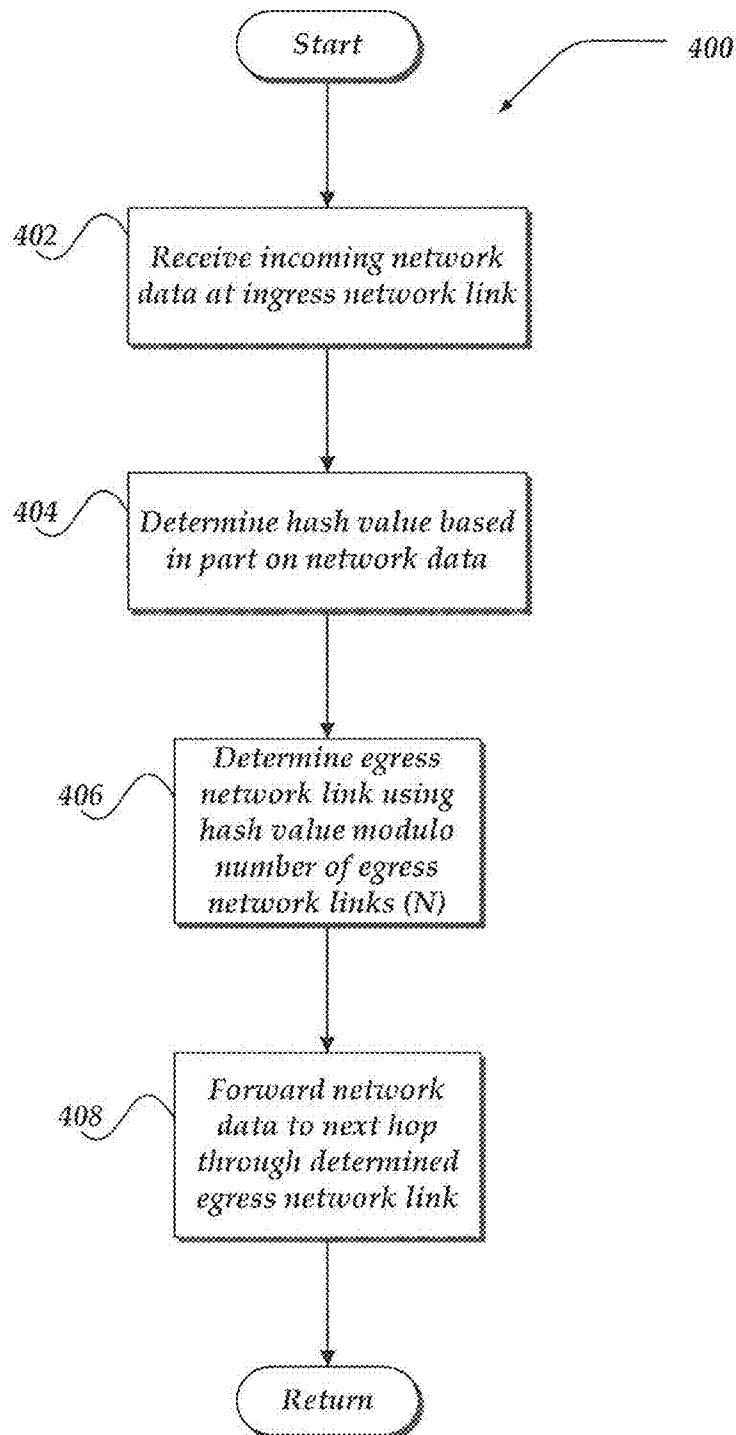 Start
400
402
Receive incoming network
data at ingress network link
404
Determine hash value based
in part on network data
406
Determine egress
network link using
hash value modulo
number of egress
network links (N)
408
Forward network
data to next hop
through determined
egress network link
Return